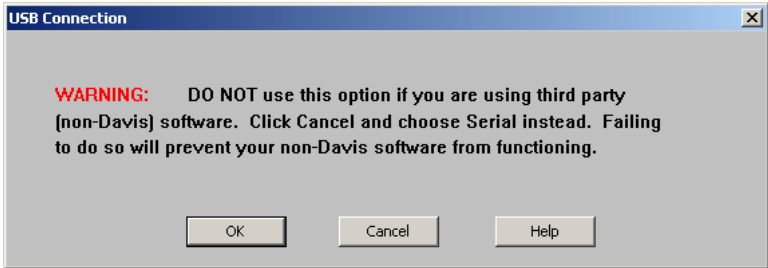 USB Connection
WARNING: DO NOT use this option if you are using third party
(non-Davis) software. Click Cancel and choose Serial instead. Failing
to do so will prevent your non-Davis software from functioning.
OK Cancel Help